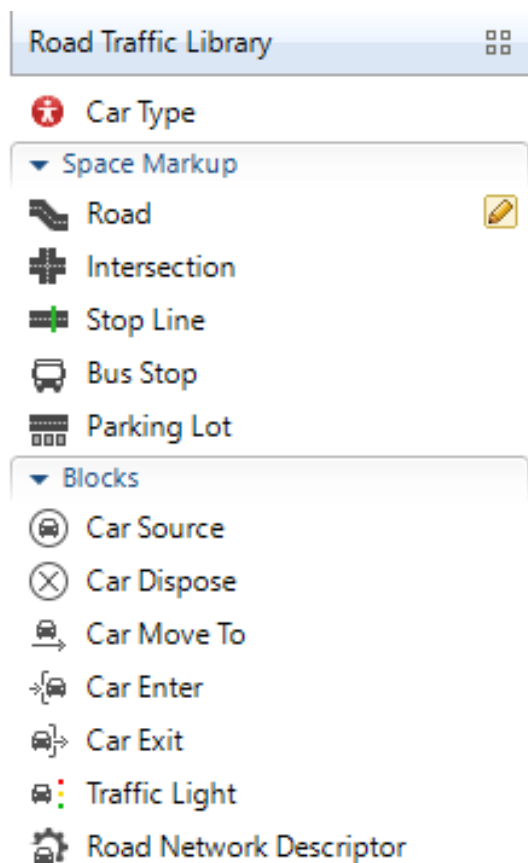 Road Traffic Library
Car Type
Space Markup
Road
Intersection
Stop Line
Bus Stop
Parking Lot
Blocks
Car Source
Car Dispose
Car Move To
Car Enter
Car Exit
Traffic Light
Road Network Descriptor